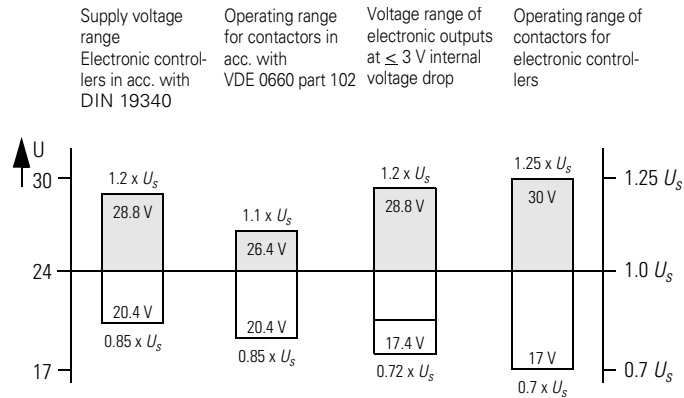 Supply voltage
range
Electronic control-
lers in acc. with
DIN 19340
Operating range
for contactors in
acc. with
VDE 0660 part 102
Voltage range of
electronic outputs
at ≤ 3 V internal
voltage drop
Operating range of
contactors for
electronic control-
lers
U
30
24
17
1.2 x Us
28.8 V
20.4 V
0.85 x Us
1.1 x Us
26.4 V
20.4 V
0.85 x Us
1.2 x Us
28.8 V
17.4 V
0.72 x Us
1.25 x Us
30 V
17 V
0.7 x Us
1.25 Us
1.0 Us
0.7 Us